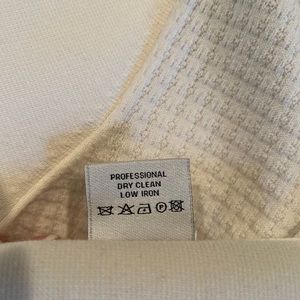 PROFESSIONAL
DRY CLEAN
LOW IRON
P